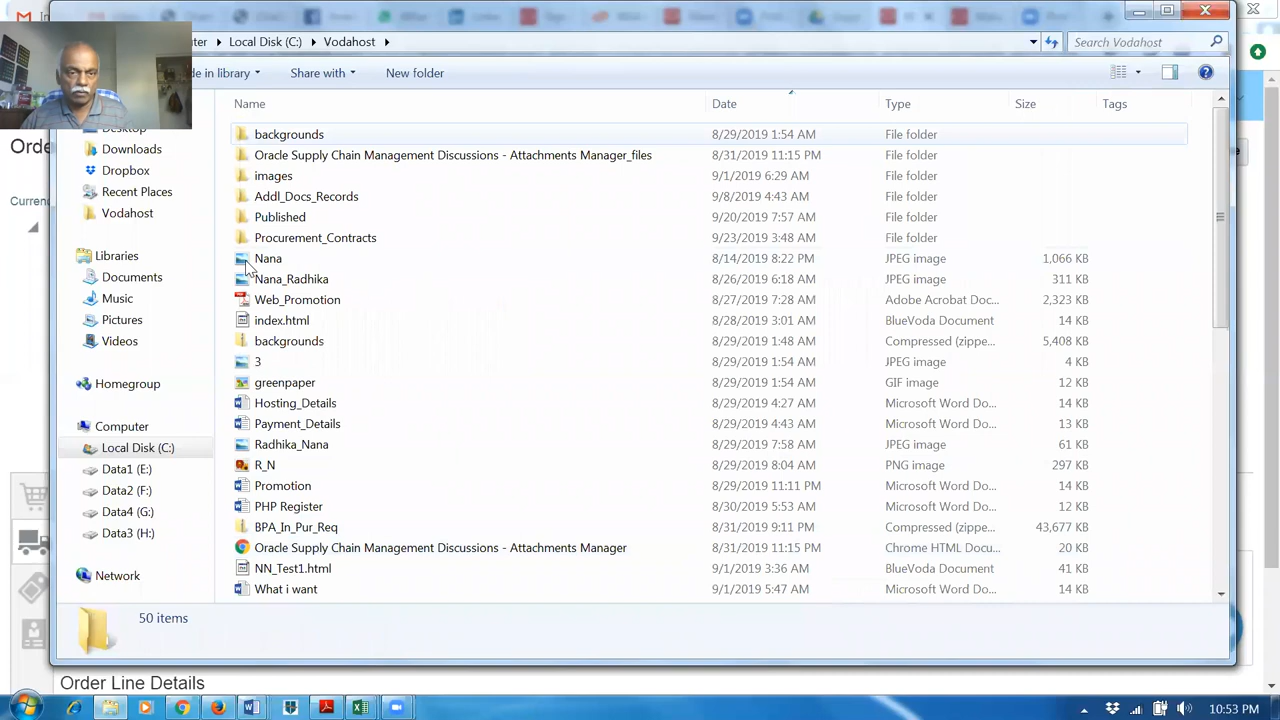 Local Disk (C:) Vodahost
Search Vodahost
Share with
New folder
Name Date Type Size Tags
Downloads
Dropbox
Recent Places
Vodahost
Libraries
Documents
Music
Pictures
Videos
Homegroup
Computer
Local Disk (C:)
Data1 (E:)
Data2 (F:)
Data4 (G:)
Data3 (H:)
Network
backgrounds 8/29/2019 1:54 AM File folder
Oracle Supply Chain Management Discussions - Attachments Manager_files 8/31/2019 11:15 PM File folder
images 9/1/2019 6:29 AM File folder
Addl_Docs_Records 9/8/2019 4:43 AM File folder
Published 9/20/2019 7:57 AM File folder
Procurement_Contracts 9/23/2019 3:48 AM File folder
Nana 8/14/2019 8:22 PM JPEG image 1,066 KB
Nana_Radhika 8/26/2019 6:18 AM JPEG image 311 KB
Web_Promotion 8/27/2019 7:28 AM Adobe Acrobat Doc... 2,323 KB
index.html 8/28/2019 3:01 AM BlueVoda Document 14 KB
backgrounds 8/29/2019 1:48 AM Compressed (zippe... 5,408 KB
3 8/29/2019 1:54 AM JPEG image 4 KB
greenpaper 8/29/2019 1:54 AM GIF image 12 KB
Hosting_Details 8/29/2019 4:27 AM Microsoft Word Do... 14 KB
Payment_Details 8/29/2019 4:43 AM Microsoft Word Do... 13 KB
Radhika_Nana 8/29/2019 7:58 AM JPEG image 61 KB
R_N 8/29/2019 8:04 AM PNG image 297 KB
Promotion 8/29/2019 11:11 PM Microsoft Word Do... 14 KB
PHP Register 8/30/2019 5:53 AM Microsoft Word Do... 12 KB
BPA_In_Pur_Req 8/31/2019 9:11 PM Compressed (zippe... 43,677 KB
Oracle Supply Chain Management Discussions - Attachments Manager 8/31/2019 11:15 PM Chrome HTML Docu... 20 KB
NN_Test1.html 9/1/2019 3:36 AM BlueVoda Document 41 KB
What i want 9/1/2019 5:47 AM Microsoft Word Do... 14 KB
50 items
Order Line Details
10:53 PM